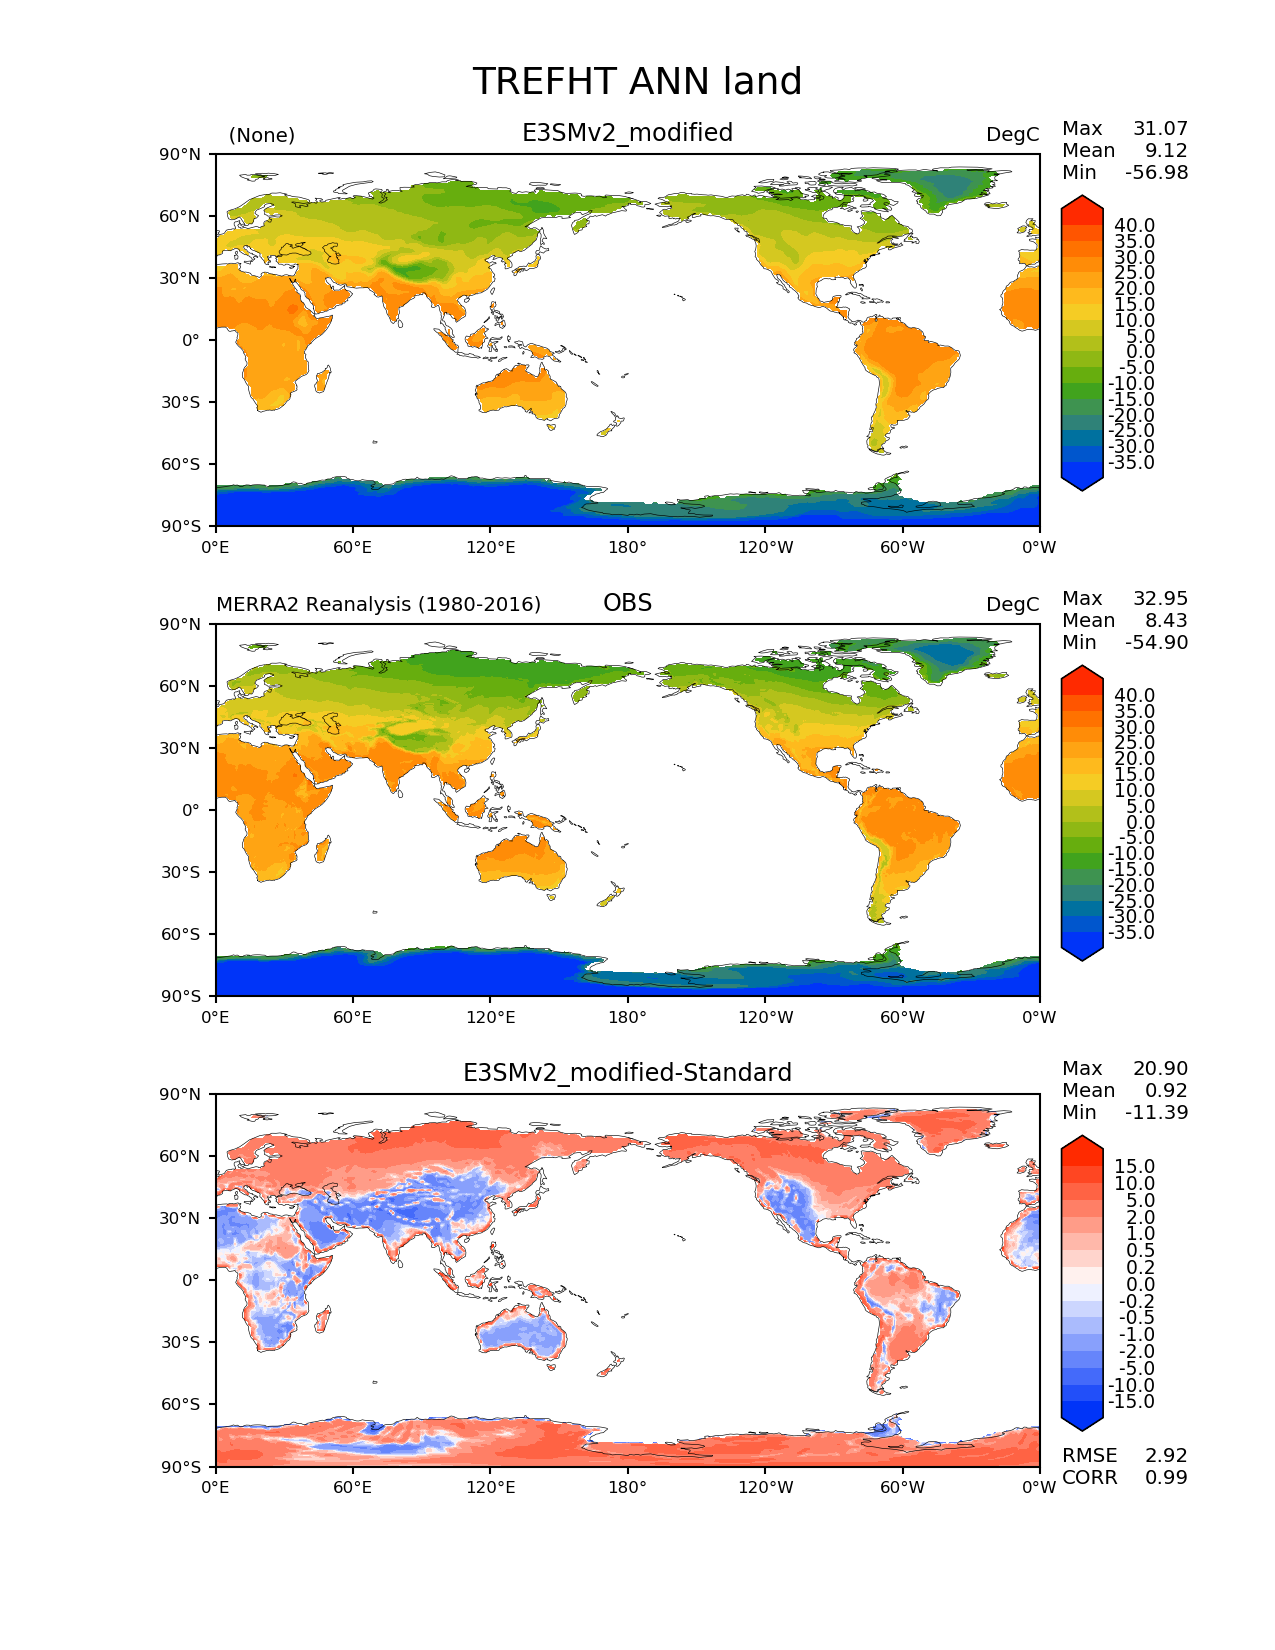 TREFHT ANN land
(None) E3SMv2_modified DegC
Max 31.07
Mean 9.12
Min -56.98
90°N
60°N
30°N
0°
30°S
60°S
90°S
0°E 60°E 120°E 180° 120°W 60°W 0°W
40.0
35.0
30.0
25.0
20.0
15.0
10.0
5.0
0.0
-5.0
-10.0
-15.0
-20.0
-25.0
-30.0
-35.0
MERRA2 Reanalysis (1980-2016) OBS DegC
Max 32.95
Mean 8.43
Min -54.90
90°N
60°N
30°N
0°
30°S
60°S
90°S
0°E 60°E 120°E 180° 120°W 60°W 0°W
40.0
35.0
30.0
25.0
20.0
15.0
10.0
5.0
0.0
-5.0
-10.0
-15.0
-20.0
-25.0
-30.0
-35.0
E3SMv2_modified-Standard
Max 20.90
Mean 0.92
Min -11.39
90°N
60°N
30°N
0°
30°S
60°S
90°S
0°E 60°E 120°E 180° 120°W 60°W 0°W
15.0
10.0
5.0
2.0
1.0
0.5
0.2
0.0
-0.2
-0.5
-1.0
-2.0
-5.0
-10.0
-15.0
RMSE 2.92
CORR 0.99